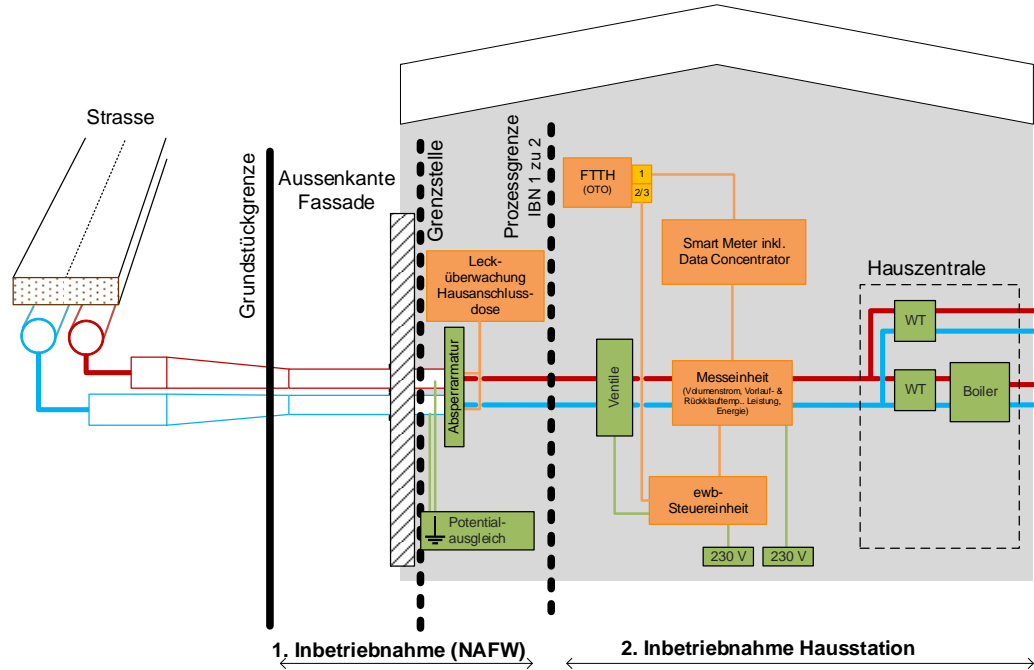 Strasse
Grundstückgrenze
Aussenkante
Fassade
Grenzstelle
Prozessgrenze
IBN 1 zu 2
FTTH
(OTO)
1
2/3
Smart Meter inkl.
Data Concentrator
Leck-
überwachung
Hausanschluss-
dose
Hauszentrale
Absperrarmatur
Ventile
Messeinheit
(Volumenstrom, Vorlauf- &
Rücklauftemp.. Leistung,
Energie)
WT
WT
Boiler
ewb-
Steuereinheit
Potential-
ausgleich
230 V
230 V
1. Inbetriebnahme (NAFW)
2. Inbetriebnahme Hausstation